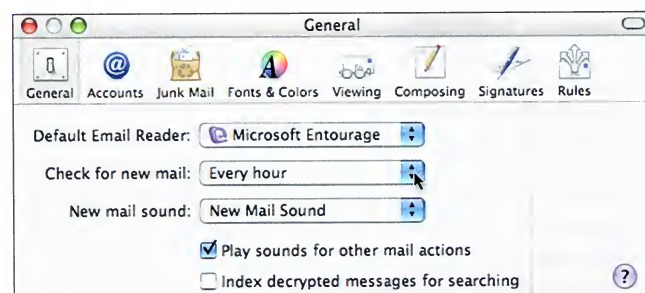 General
General Accounts Junk Mail Fonts & Colors Viewing Composing Signatures Rules
Default Email Reader: Microsoft Entourage
Check for new mail: Every hour
New mail sound: New Mail Sound
Play sounds for other mail actions
Index decrypted messages for searching
?